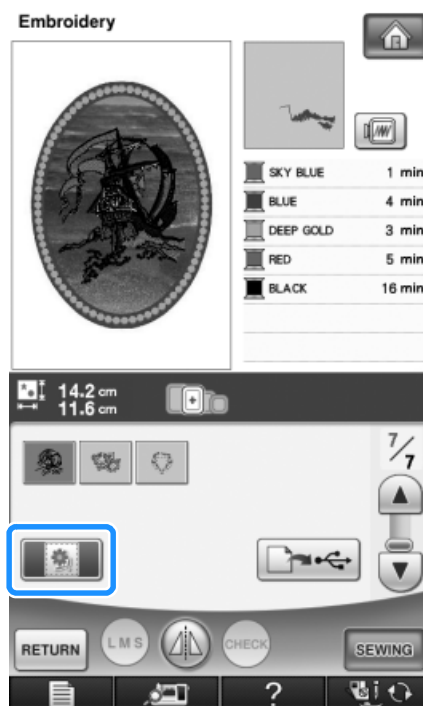 Embroidery
SKY BLUE 1 min
BLUE 4 min
DEEP GOLD 3 min
RED 5 min
BLACK 16 min
14.2 cm
11.6 cm
7/7
RETURN
L M S
CHECK
SEWING
?